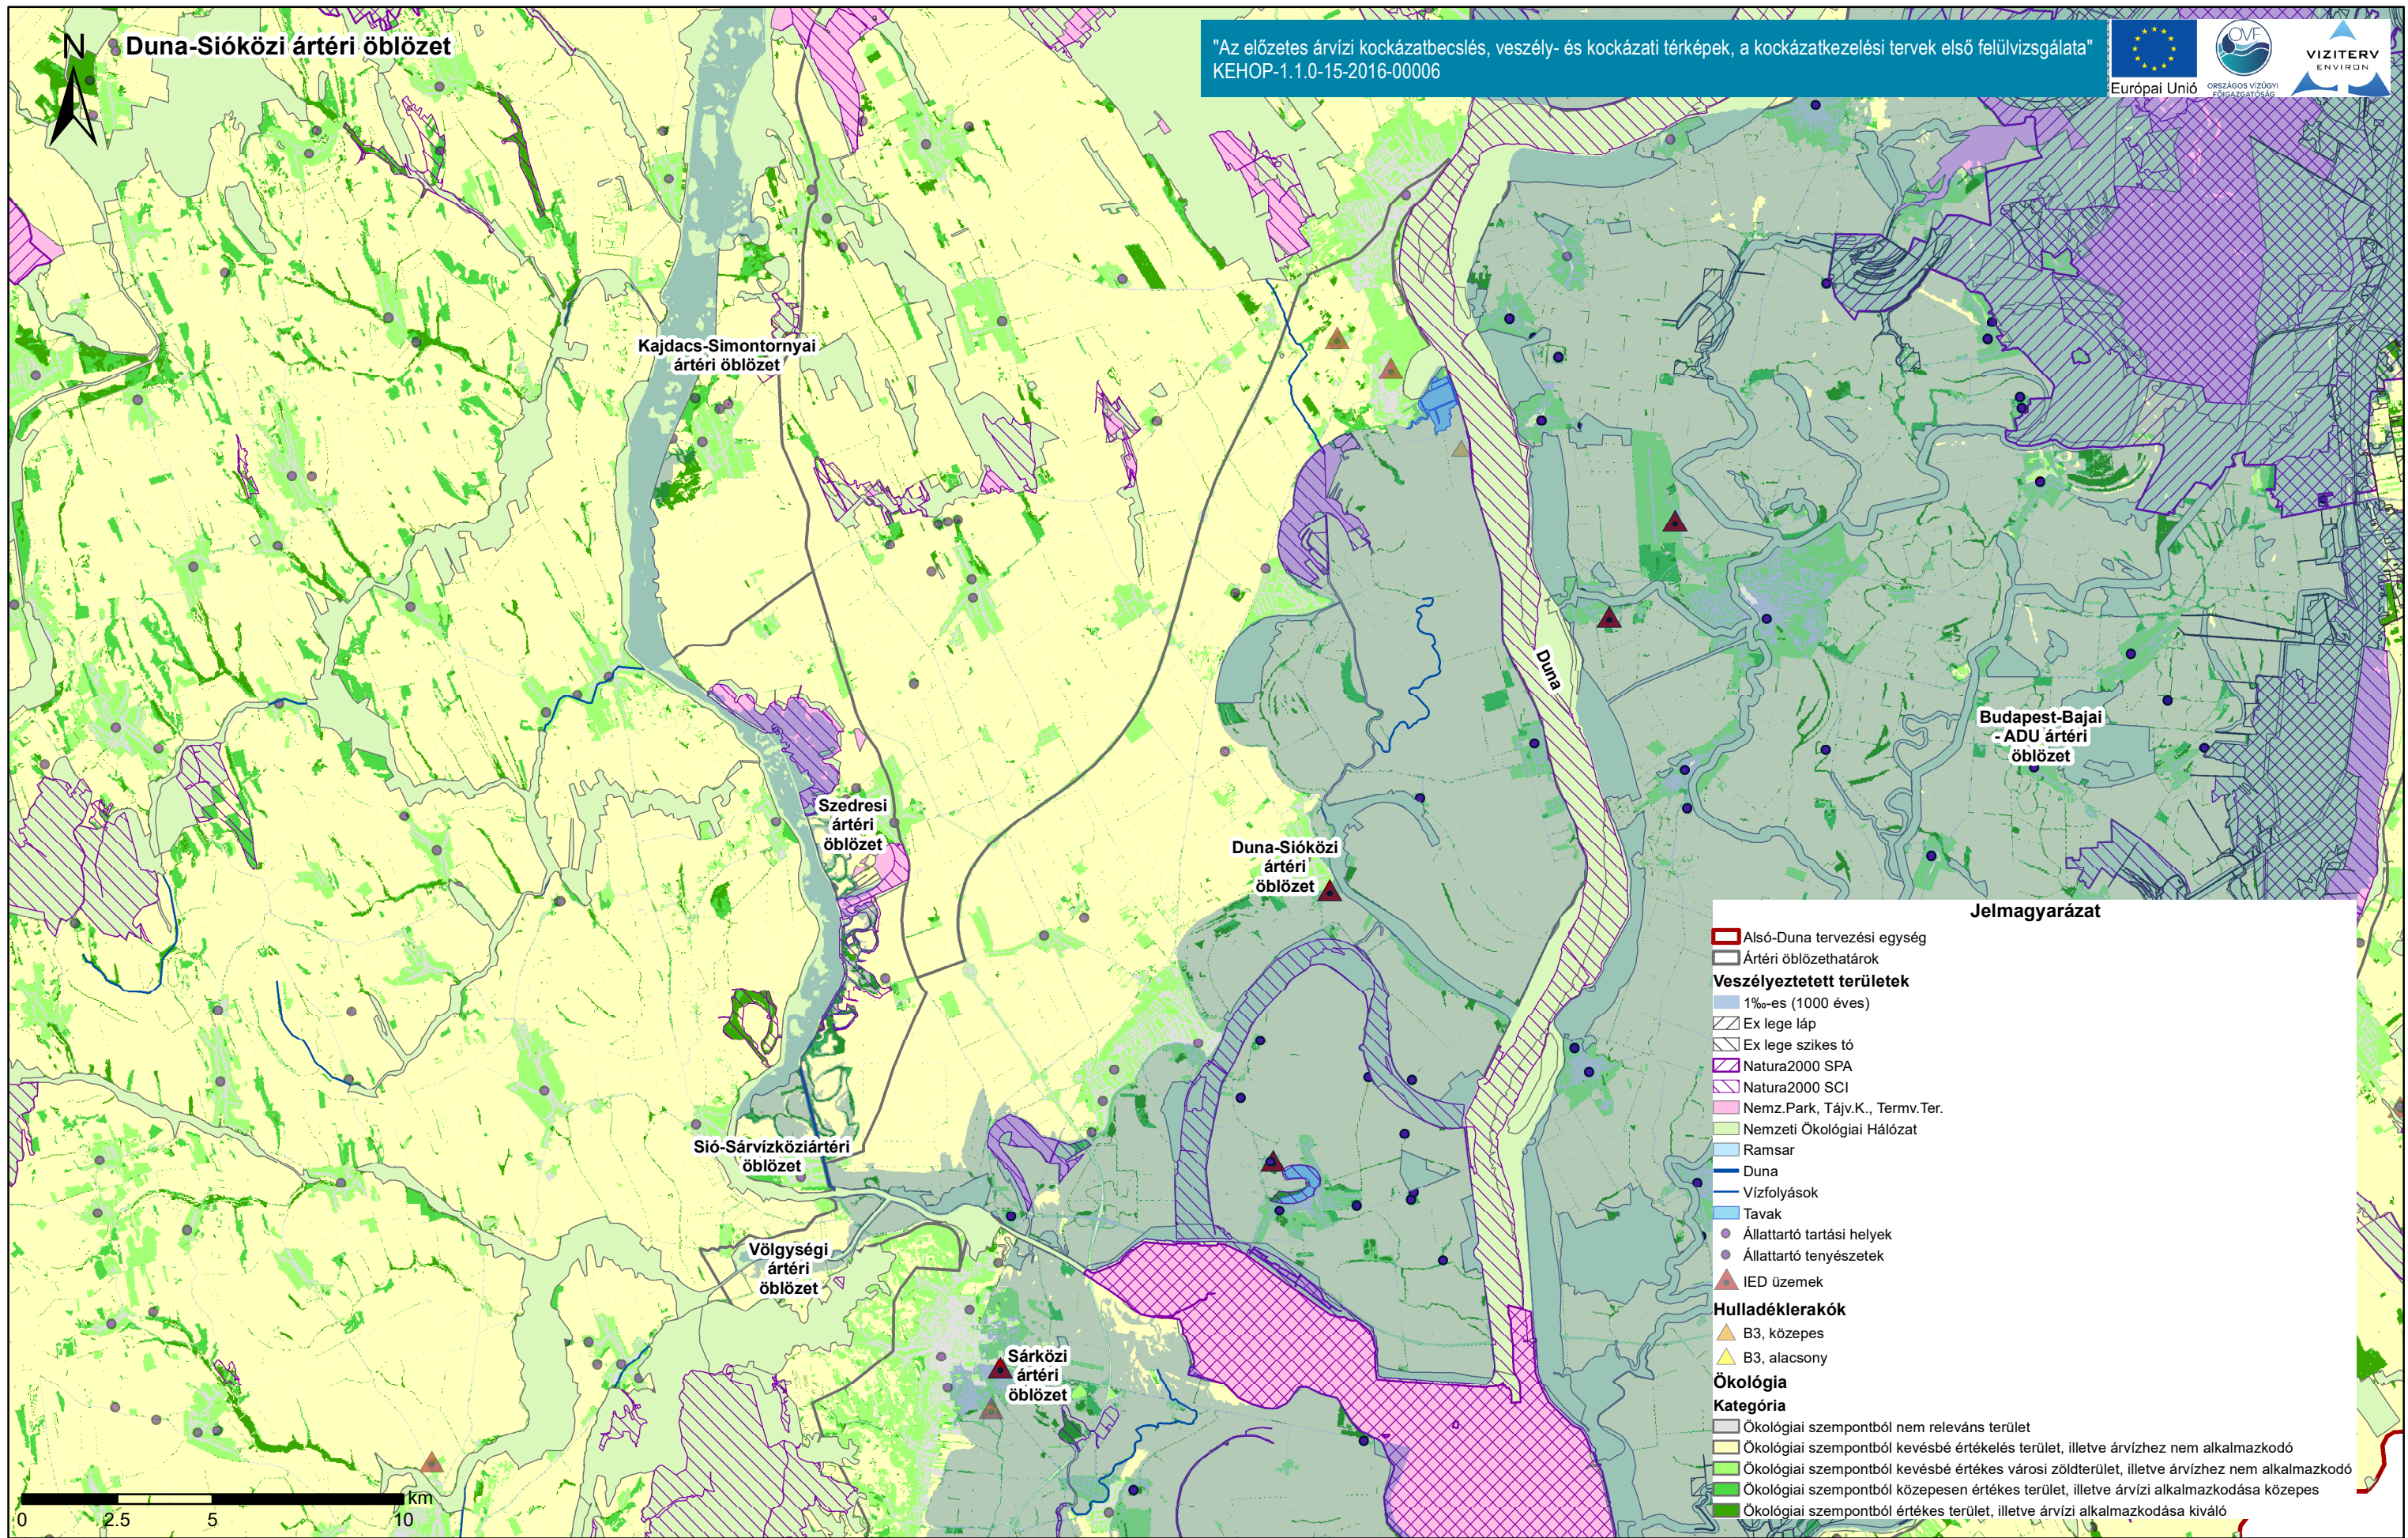 N
Duna-Sióközi ártéri öblözet
"Az előzetes árvízi kockázatbecslés, veszély- és kockázati térképek, a kockázatkezelési tervek első felülvizsgálata"
KEHOP-1.1.0-15-2016-00006
Európai Unió
OVF
ORSZÁGOS VÍZÜGYI
FŐIGAZGATÓSÁG
VIZITERV
ENVIRON
Kajdacs-Simontornyai
ártéri öblözet
Duna
Budapest-Bajai
- ADU ártéri
öblözet
Szedresi
ártéri
öblözet
Duna-Sióközi
ártéri
öblözet
Sió-Sárvízköziártéri
öblözet
Völgységi
ártéri
öblözet
Sárközi
ártéri
öblözet
Jelmagyarázat
Alsó-Duna tervezési egység
Ártéri öblözethatárok
Veszélyeztetett területek
1‰-es (1000 éves)
Ex lege láp
Ex lege szikes tó
Natura2000 SPA
Natura2000 SCI
Nemz.Park, Tájv.K., Termv.Ter.
Nemzeti Ökológiai Hálózat
Ramsar
Duna
Vízfolyások
Tavak
Állattartó tartási helyek
Állattartó tenyészetek
IED üzemek
Hulladéklerakók
B3, közepes
B3, alacsony
Ökológia
Kategória
Ökológiai szempontból nem releváns terület
Ökológiai szempontból kevésbé értékelés terület, illetve árvízhez nem alkalmazkodó
Ökológiai szempontból kevésbé értékes városi zöldterület, illetve árvízhez nem alkalmazkodó
Ökológiai szempontból közepesen értékes terület, illetve árvízi alkalmazkodása közepes
Ökológiai szempontból értékes terület, illetve árvízi alkalmazkodása kiváló
km
0 2.5 5 10